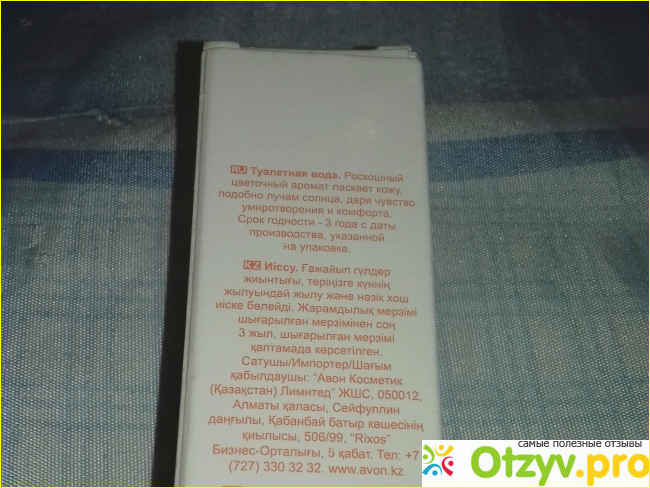 RU Туалетная вода. Роскошный
цветочный аромат ласкает кожу,
подобно лучам солнца, даря чувство
умиротворения и комфорта.
Срок годности - 3 года с даты
производства, указанной
на упаковке.
KZ Иіссу. Ғажайып гүлдер
жиынтығы, теріңізге күннің
жылуындай жылу және нәзік хош
иіске бөлейді. Жарамдылық мерзімі
шығарылған мерзімінен соң
3 жыл, шығарылған мерзімі
қаптамада көрсетілген.
Сатушы/Импортер/Шағым
қабылдаушы: "Авон Косметик
(Қазақстан) Лимитед" ЖШС, 050012,
Алматы қаласы, Сейфуллин
даңғылы, Қабанбай батыр көшесінің
қиылысы, 506/99, "Rixos"
Бизнес-Орталығы, 5 қабат. Тел: +7
(727) 330 32 32. www.avon.kz
самые полезные отзывы
Otzyv.pro